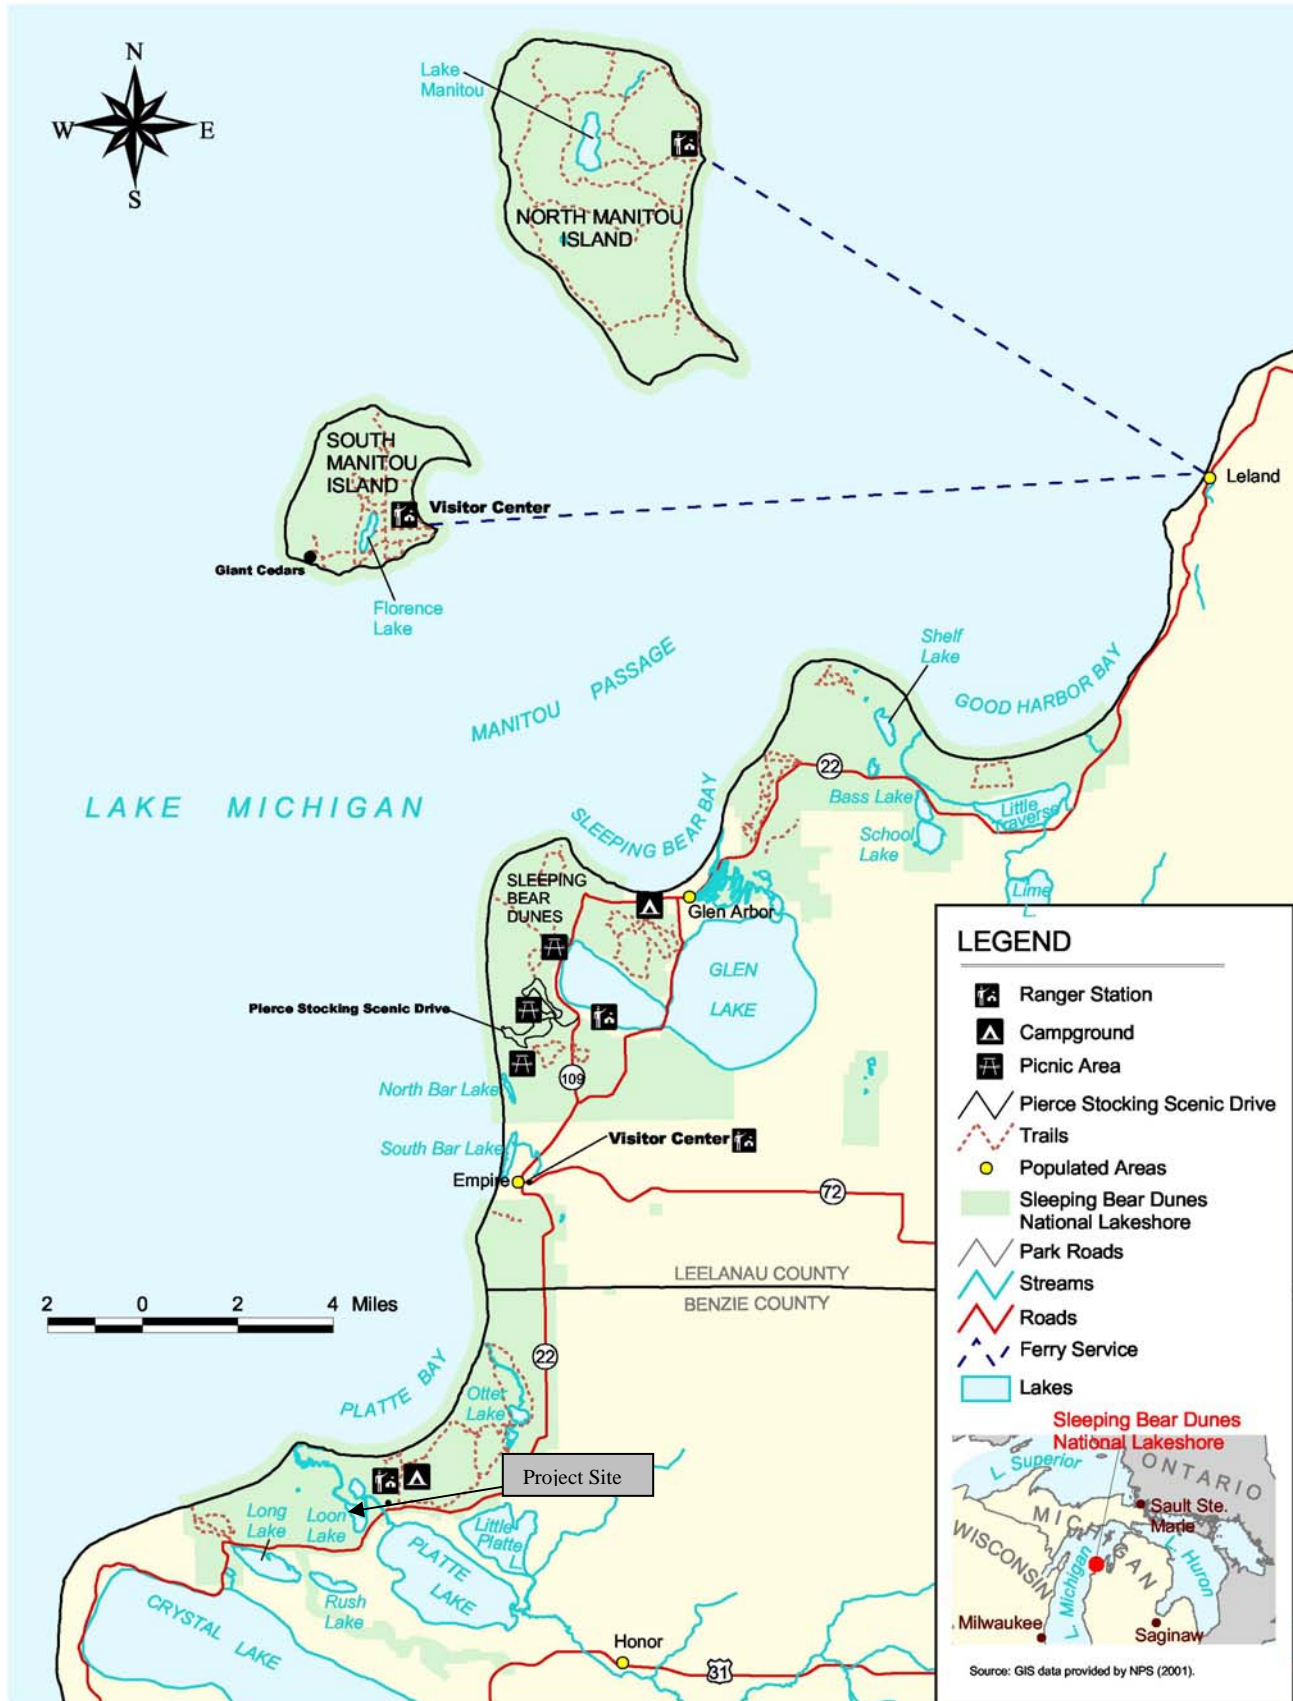 N
W
E
S
Lake
Manitou
NORTH MANITOU
ISLAND
SOUTH
MANITOU
ISLAND
Visitor Center
Giant Cedars
Florence
Lake
Leland
Shelf
Lake
GOOD HARBOR BAY
MANITOU PASSAGE
LAKE MICHIGAN
SLEEPING BEAR BAY
22
Bass Lake
School
Lake
Little
Traverse
Lime
L.
SLEEPING
BEAR
DUNES
Glen Arbor
GLEN
LAKE
Pierce Stocking Scenic Drive
109
North Bar Lake
South Bar Lake
Visitor Center
Empire
72
LEELANAU COUNTY
BENZIE COUNTY
2 0 2 4 Miles
22
PLATTE BAY
Otter
Lake
Project Site
Long
Lake
Loon
Lake
Little
Platte
L.
PLATTE
LAKE
Rush
Lake
CRYSTAL LAKE
Honor
31
LEGEND
Ranger Station
Campground
Picnic Area
Pierce Stocking Scenic Drive
Trails
Populated Areas
Sleeping Bear Dunes
National Lakeshore
Park Roads
Streams
Roads
Ferry Service
Lakes
Sleeping Bear Dunes
National Lakeshore
L. Superior
ONTARIO
Sault Ste.
Marie
MICHIGAN
WISCONSIN
L. Michigan
L. Huron
Milwaukee
Saginaw
Source: GIS data provided by NPS (2001).